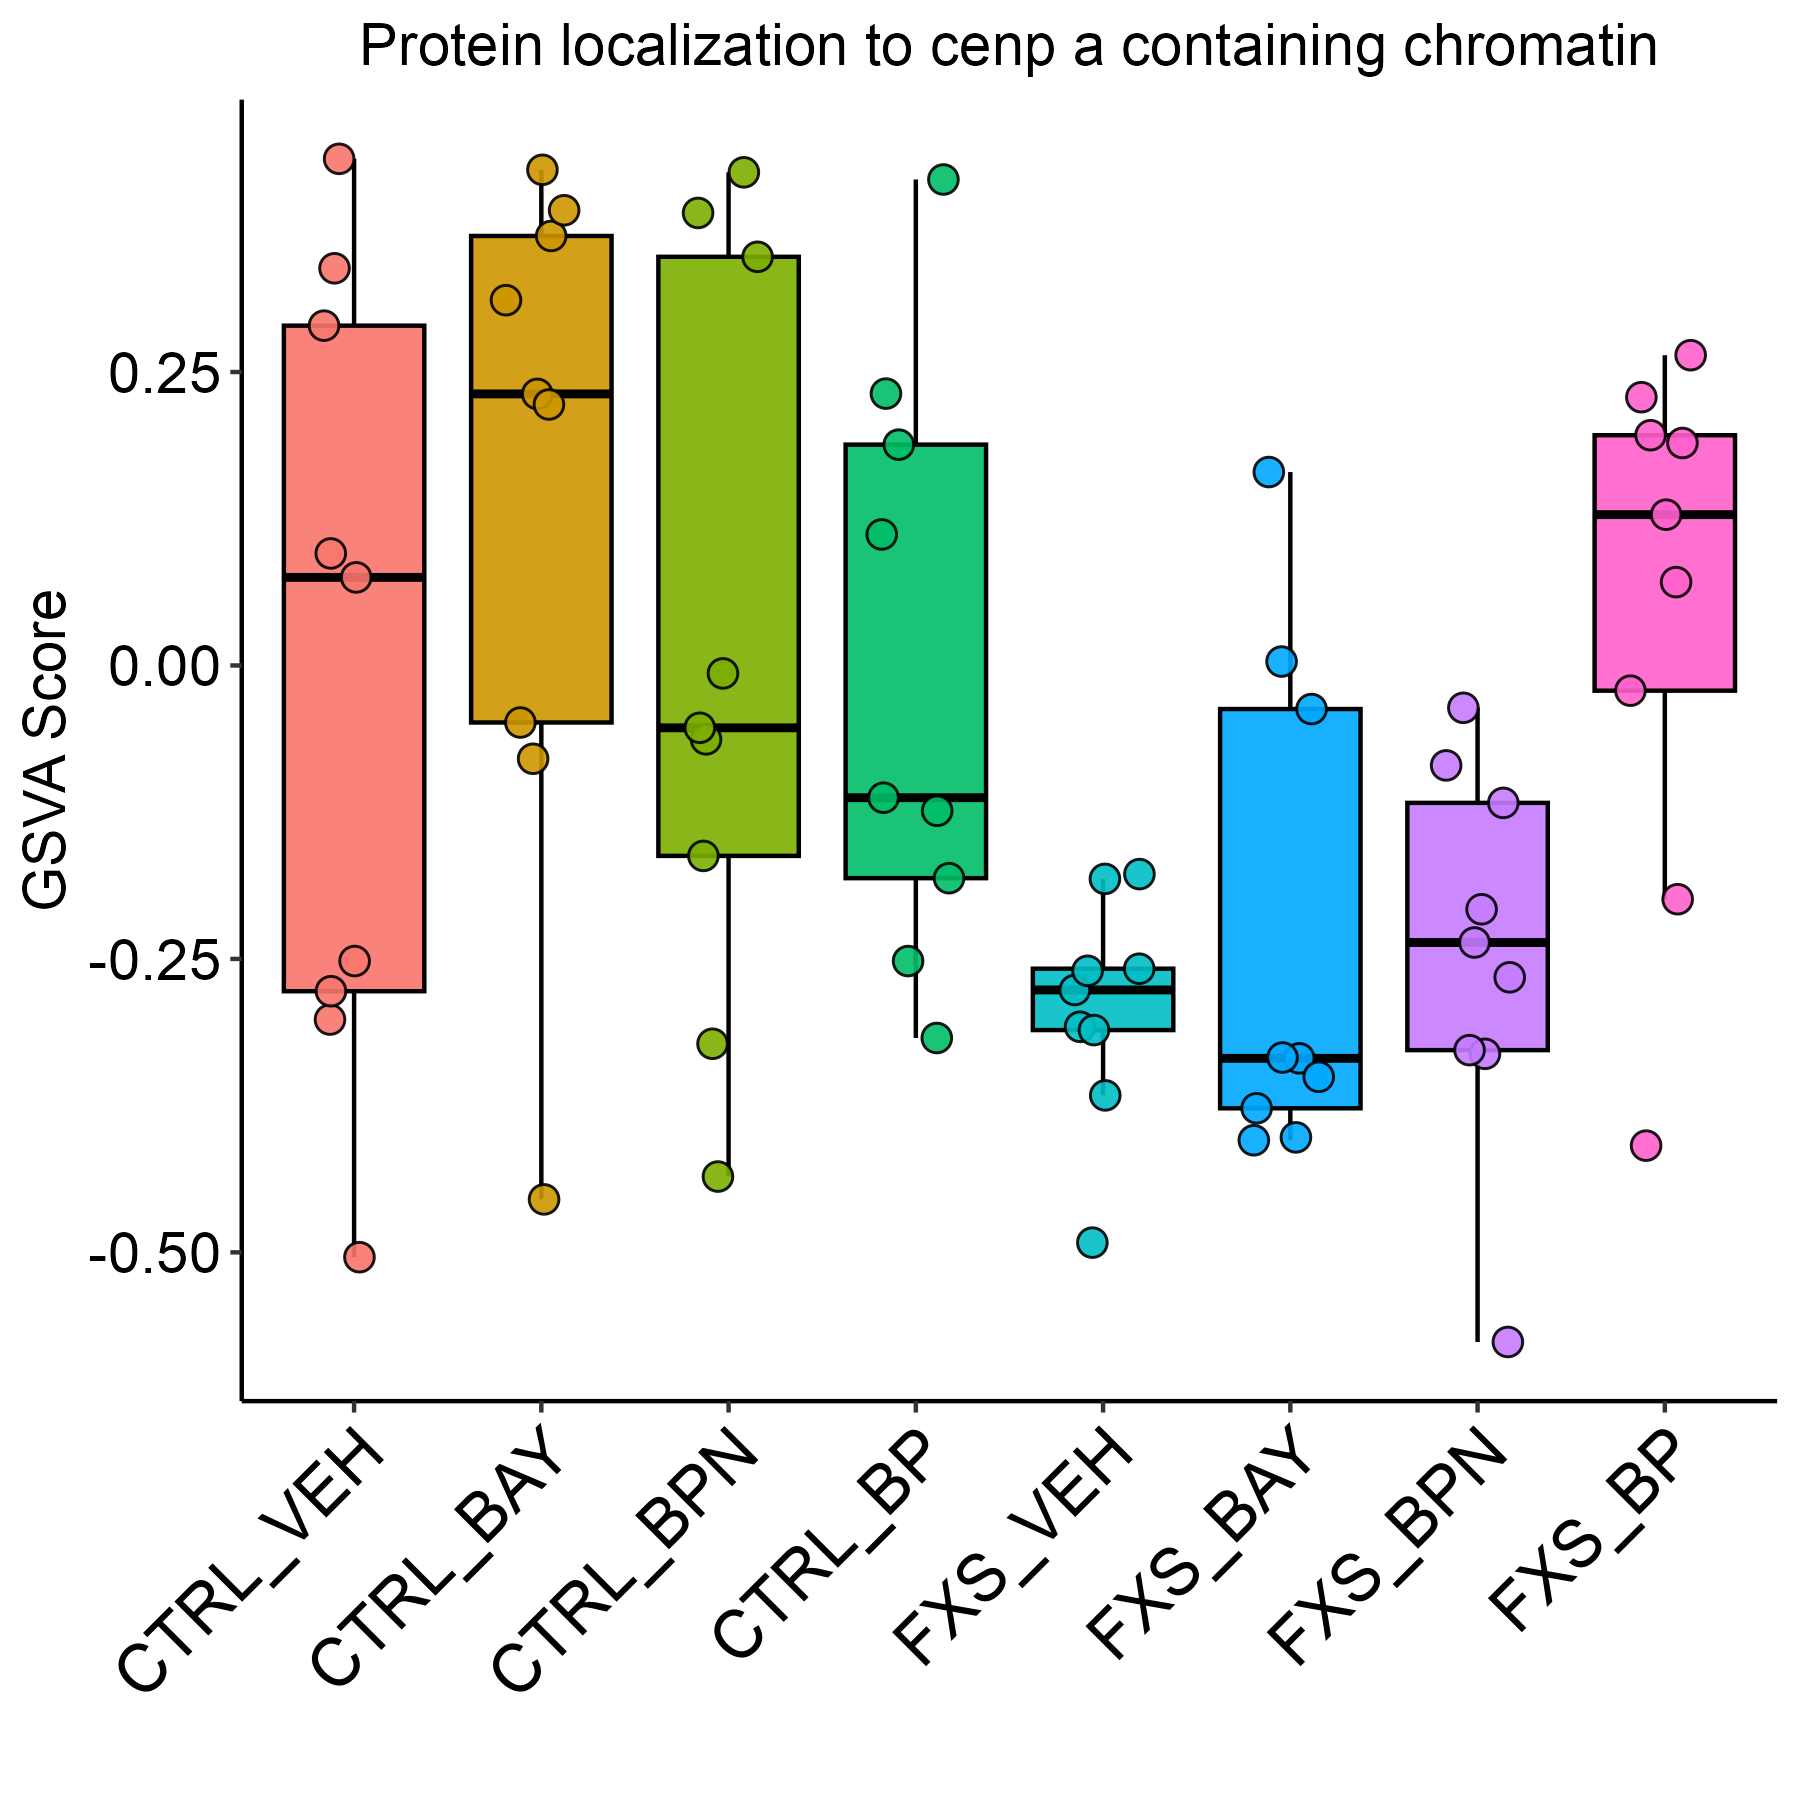 Protein localization to cenp a containing chromatin
GSVA Score
0.25
0.00
-0.25
-0.50
CTRL_VEH
CTRL_BAY
CTRL_BPN
CTRL_BP
FXS_VEH
FXS_BAY
FXS_BPN
FXS_BP